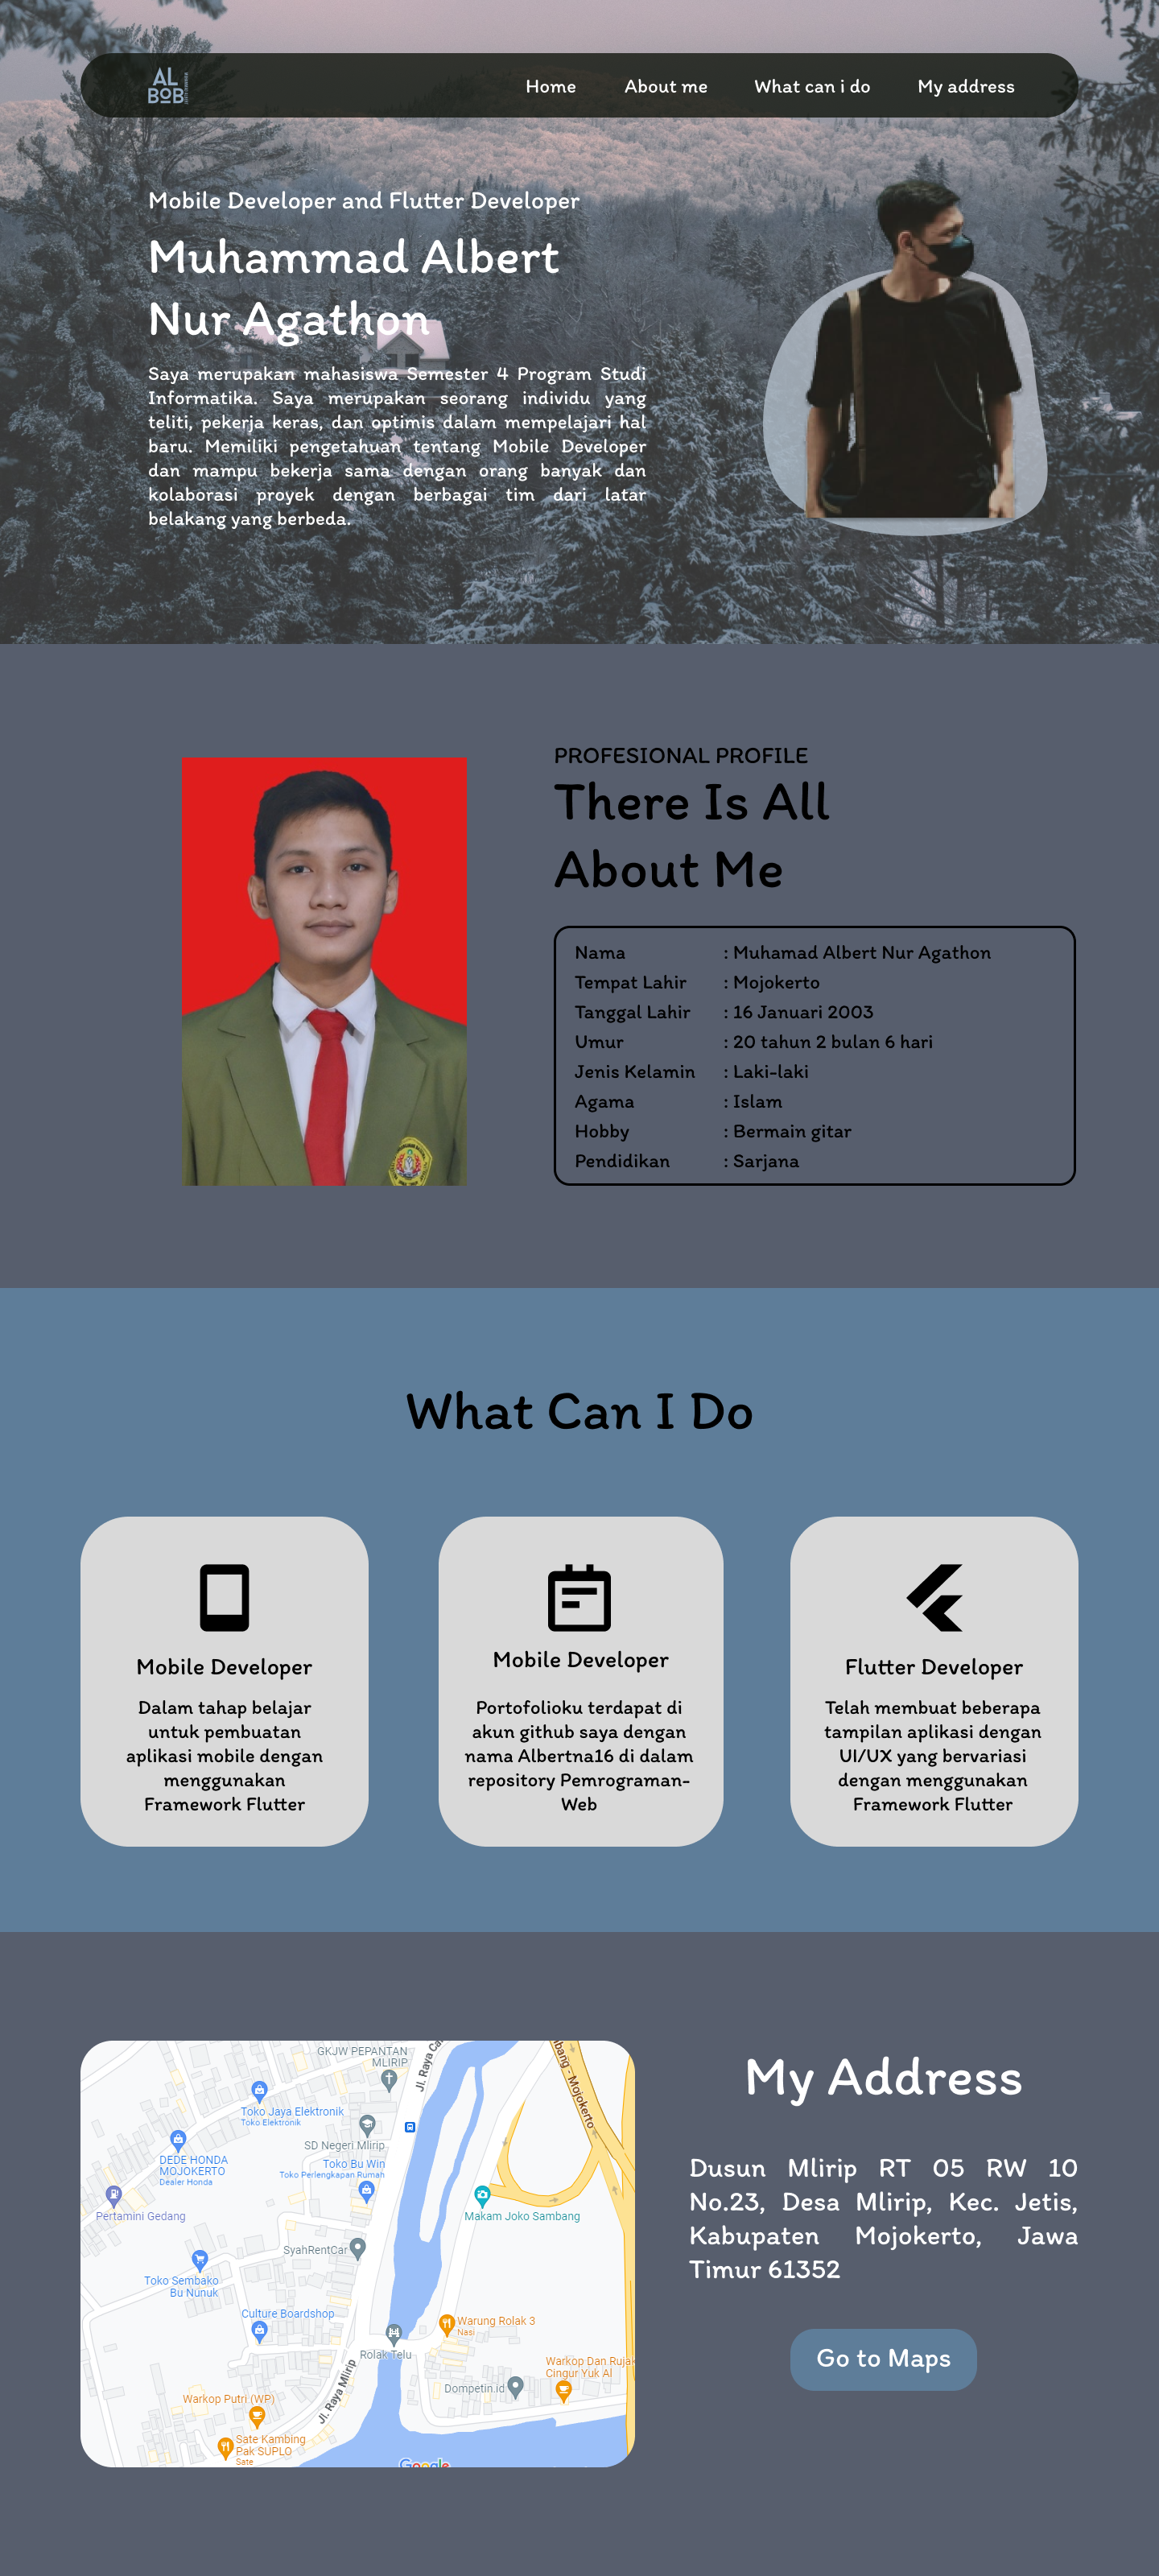 AL
BOB
Home About me What can i do My address
Mobile Developer and Flutter Developer
Muhammad Albert
Nur Agathon
Saya merupakan mahasiswa Semester 4 Program Studi
Informatika. Saya merupakan seorang individu yang
teliti, pekerja keras, dan optimis dalam mempelajari hal
baru. Memiliki pengetahuan tentang Mobile Developer
dan mampu bekerja sama dengan orang banyak dan
kolaborasi proyek dengan berbagai tim dari latar
belakang yang berbeda.
PROFESIONAL PROFILE
There Is All
About Me
Nama : Muhamad Albert Nur Agathon
Tempat Lahir : Mojokerto
Tanggal Lahir : 16 Januari 2003
Umur : 20 tahun 2 bulan 6 hari
Jenis Kelamin : Laki-laki
Agama : Islam
Hobby : Bermain gitar
Pendidikan : Sarjana
What Can I Do
Mobile Developer
Dalam tahap belajar
untuk pembuatan
aplikasi mobile dengan
menggunakan
Framework Flutter
Mobile Developer
Portofolioku terdapat di
akun github saya dengan
nama Albertna16 di dalam
repository Pemrograman-
Web
Flutter Developer
Telah membuat beberapa
tampilan aplikasi dengan
UI/UX yang bervariasi
dengan menggunakan
Framework Flutter
GKJW PEPANTAN
MLIRIP
Jl. Raya Ca
bang - Mojokerto
Toko Jaya Elektronik
Toko Elektronik
SD Negeri Mlirip
DEDE HONDA
MOJOKERTO
Dealer Honda
Toko Bu Win
Toko Perlengkapan Rumah
Pertamini Gedang
Makam Joko Sambang
SyahRentCar
Toko Sembako
Bu Nunuk
Culture Boardshop
Warung Rolak 3
Nasi
Rolak Telu
Warkop Dan Rujak
Cingur Yuk Al
Dompetin.id
Jl. Raya Mlirip
Warkop Putri (WP)
Sate Kambing
Pak SUPLO
Sate
Google
My Address
Dusun Mlirip RT 05 RW 10
No.23, Desa Mlirip, Kec. Jetis,
Kabupaten Mojokerto, Jawa
Timur 61352
Go to Maps